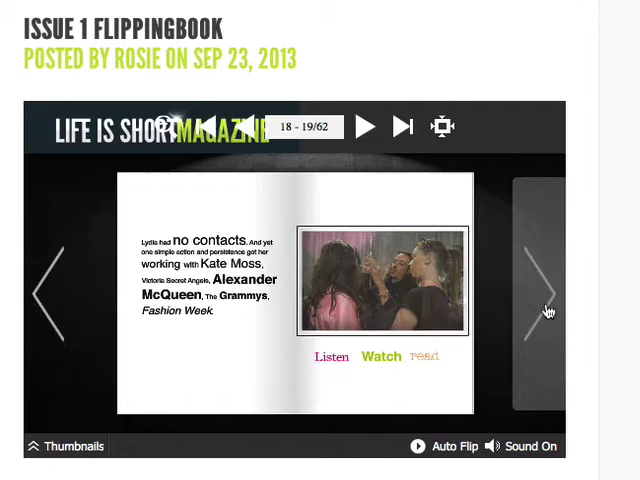 ISSUE 1 FLIPPINGBOOK
POSTED BY ROSIE ON SEP 23, 2013
LIFE IS SHORT MAGAZINE
18 - 19/62
Lydia had no contacts. And yet
one simple action and persistence got her
working with Kate Moss,
Victoria Secret Angels, Alexander
McQueen, The Grammys,
Fashion Week.
Listen Watch read
Thumbnails
Auto Flip Sound On